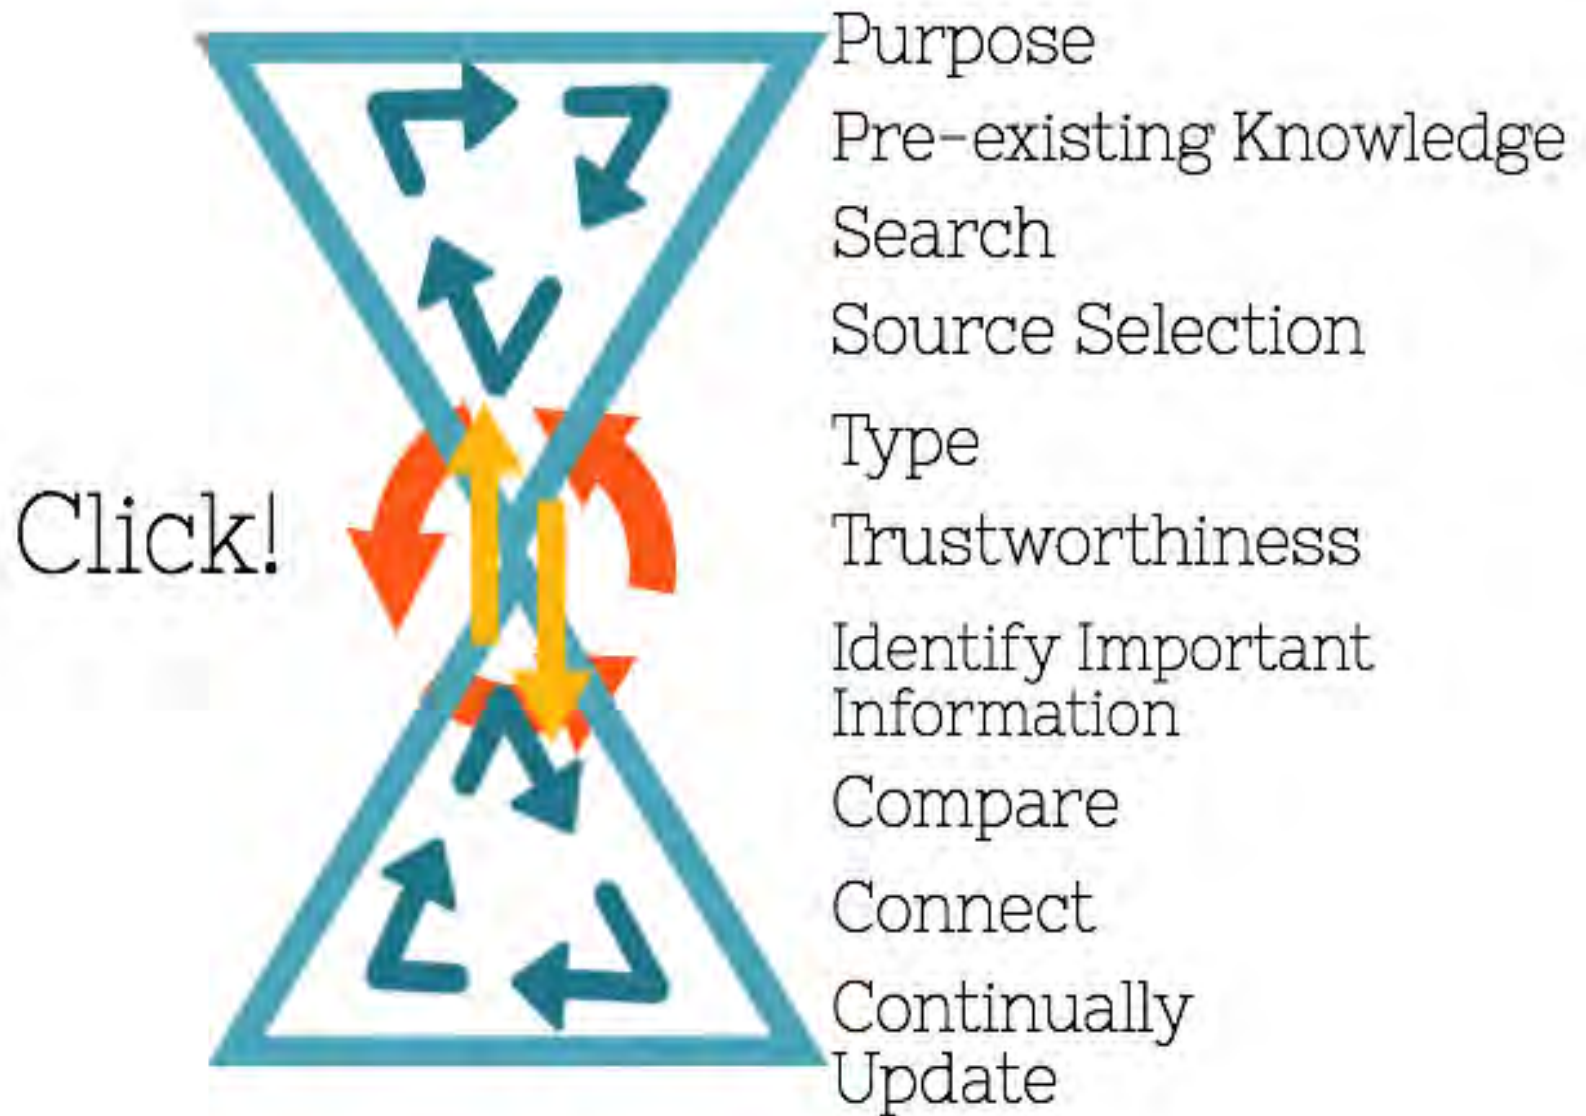 Purpose
Pre-existing Knowledge
Search
Source Selection
Type
Click!
Trustworthiness
Identify Important
Information
Compare
Connect
Continually
Update